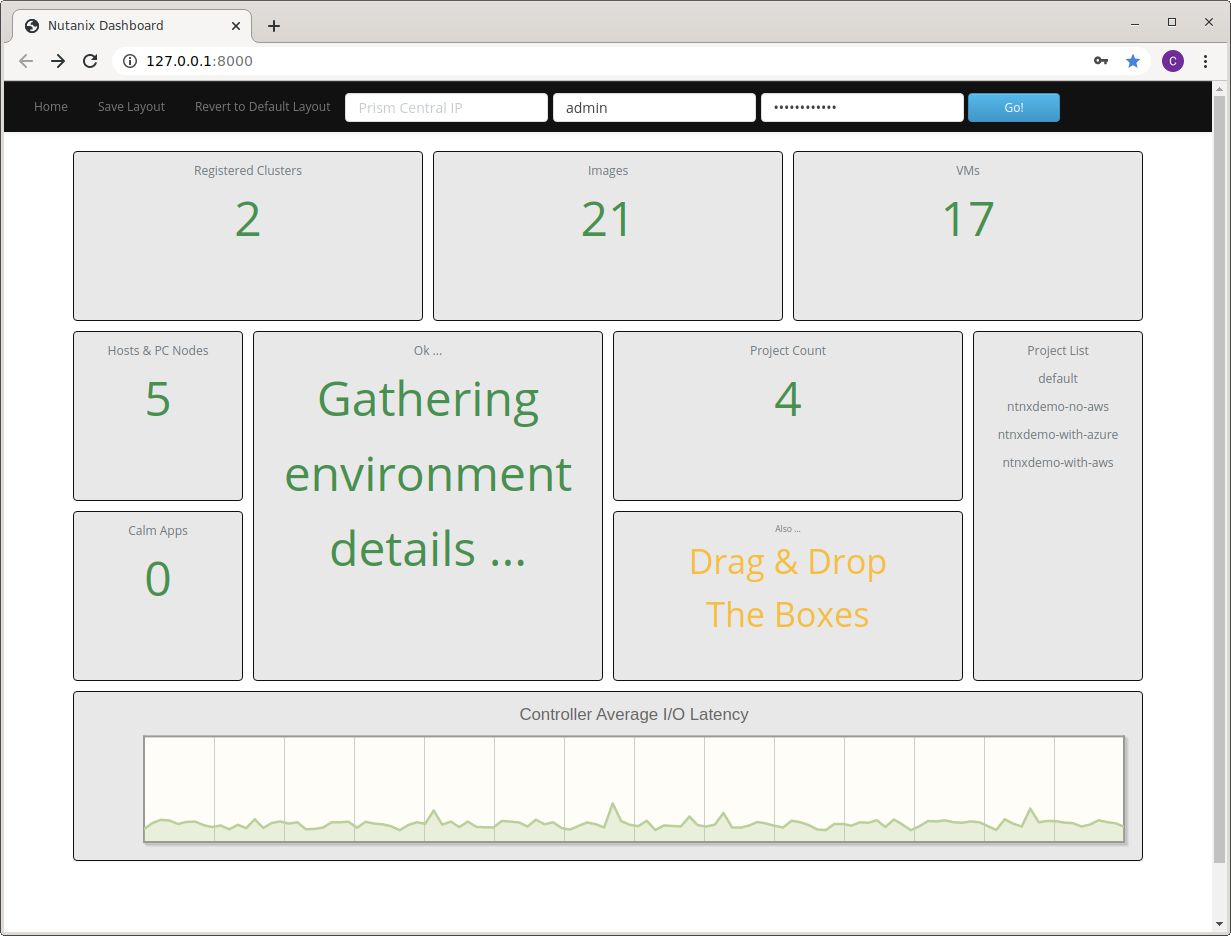 Nutanix Dashboard
127.0.0.1:8000
C
Home Save Layout Revert to Default Layout Prism Central IP admin •••••••••••• Go!
Registered Clusters
2
Images
21
VMs
17
Hosts & PC Nodes
5
Ok ...
Gathering
environment
details ...
Project Count
4
Project List
default
ntnxdemo-no-aws
ntnxdemo-with-azure
ntnxdemo-with-aws
Calm Apps
0
Also ...
Drag & Drop
The Boxes
Controller Average I/O Latency